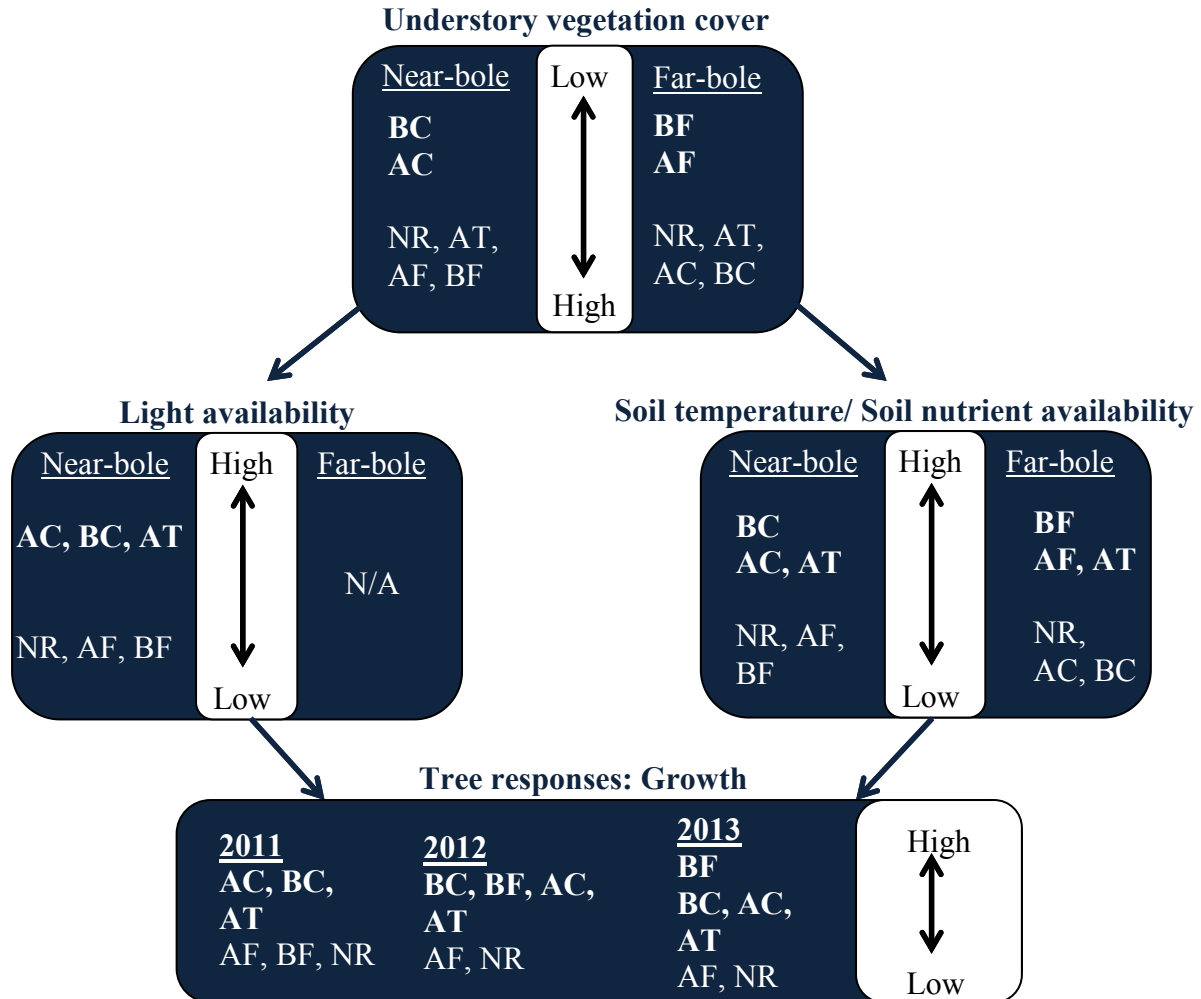 Understory vegetation cover
Near-bole
BC
AC
NR, AT,
AF, BF
Low
High
Far-bole
BF
AF
NR, AT,
AC, BC
Light availability
Near-bole
AC, BC, AT
NR, AF, BF
High
Low
Far-bole
N/A
Soil temperature/ Soil nutrient availability
Near-bole
BC
AC, AT
NR, AF,
BF
High
Low
Far-bole
BF
AF, AT
NR,
AC, BC
Tree responses: Growth
2011
AC, BC,
AT
AF, BF, NR
2012
BC, BF, AC,
AT
AF, NR
2013
BF
BC, AC,
AT
AF, NR
High
Low